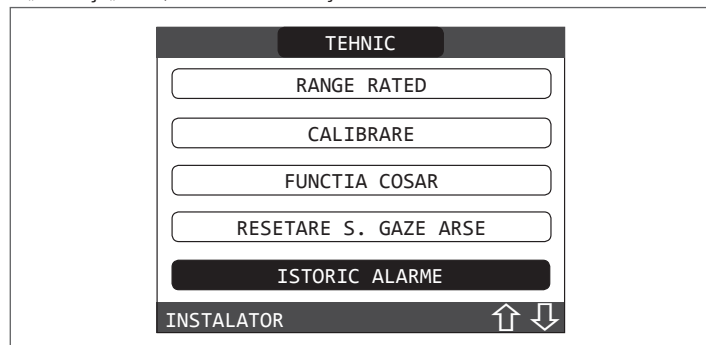 TEHNIC
RANGE RATED
CALIBRARE
FUNCTIA COSAR
RESETARE S. GAZE ARSE
ISTORIC ALARME
INSTALATOR